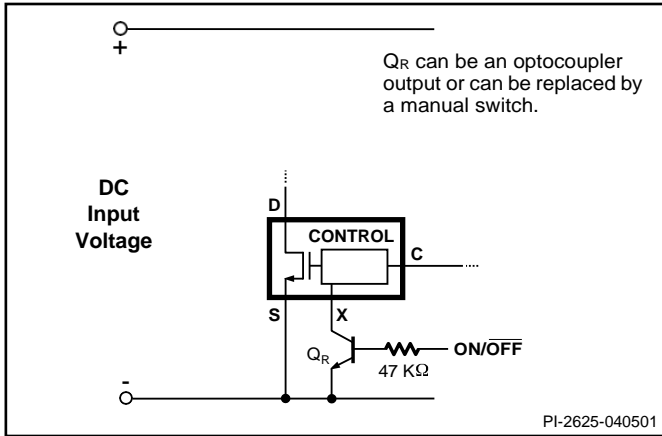 +
QR can be an optocoupler
output or can be replaced by
a manual switch.
DC
Input
Voltage
D
CONTROL
C
S
X
QR
47 KΩ
ON/O̅F̅F̅
-
PI-2625-040501